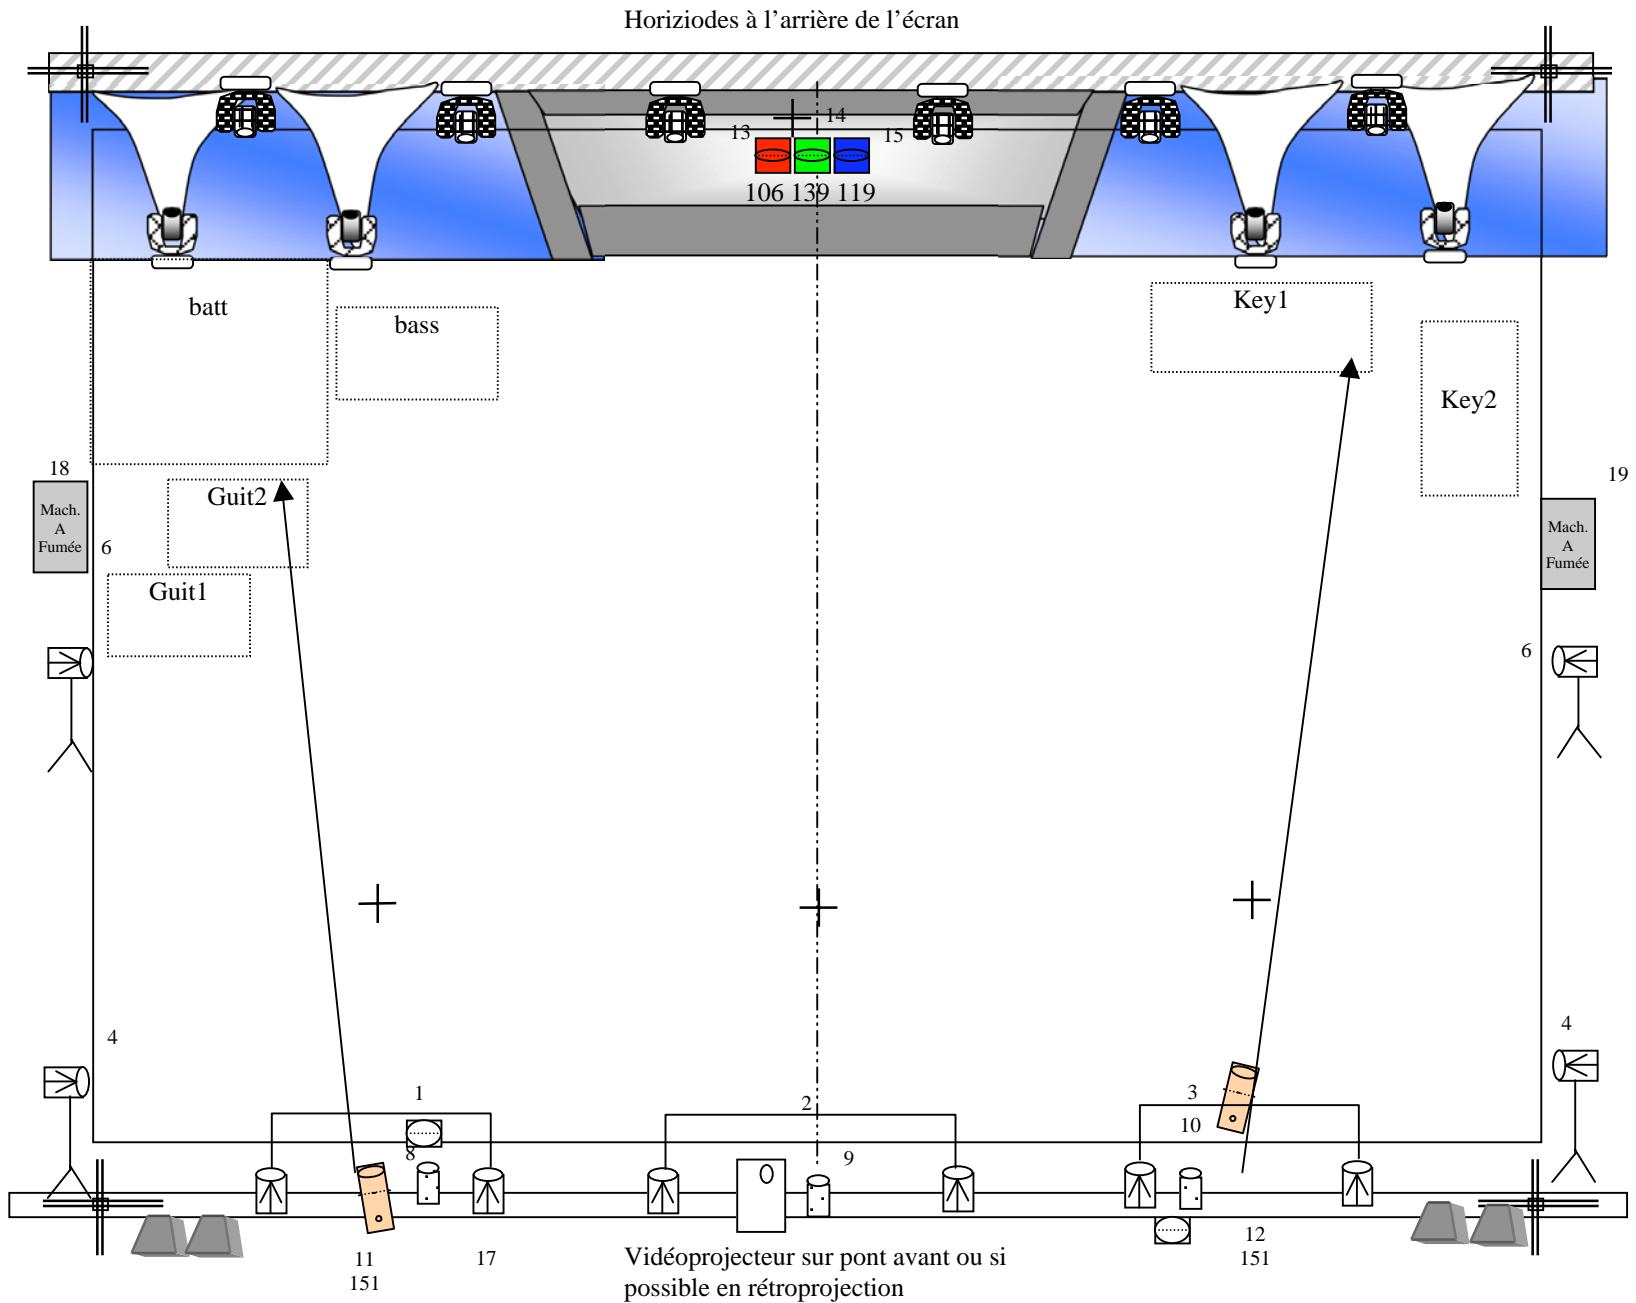 Horiziodes à l’arrière de l’écran
14
13
15
106 139 119
batt
bass
Key1
Key2
18
19
Guit2
Mach.
A
Fumée
6
Mach.
A
Fumée
Guit1
6
4
4
1
2
3
10
8
9
11
151
17
12
151
Vidéoprojecteur sur pont avant ou si
possible en rétroprojection